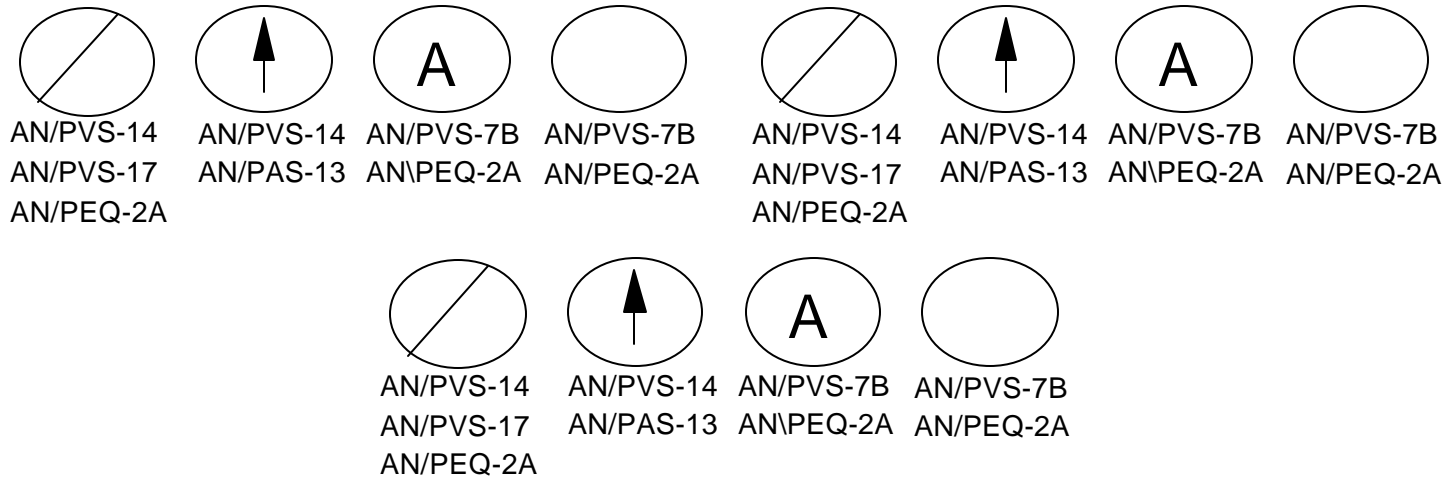 A A
AN/PVS-14 AN/PVS-14 AN/PVS-7B AN/PVS-7B AN/PVS-14 AN/PVS-14 AN/PVS-7B AN/PVS-7B
AN/PVS-17 AN/PAS-13 AN\PEQ-2A AN/PEQ-2A AN/PVS-17 AN/PAS-13 AN\PEQ-2A AN/PEQ-2A
AN/PEQ-2A AN/PEQ-2A
A
AN/PVS-14 AN/PVS-14 AN/PVS-7B AN/PVS-7B
AN/PVS-17 AN/PAS-13 AN\PEQ-2A AN/PEQ-2A
AN/PEQ-2A